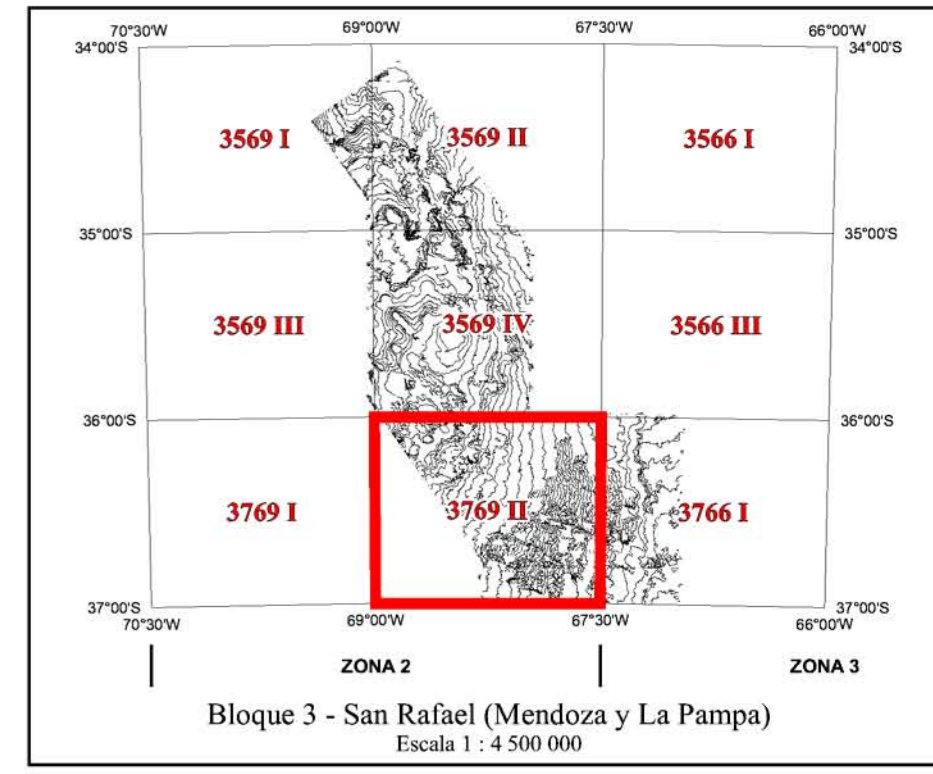 70°30'W 69°00'W 67°30'W 66°00'W
34°00'S 34°00'S
3569 I 3569 II 3566 I
35°00'S 35°00'S
3569 III 3569 IV 3566 III
36°00'S 36°00'S
3769 I 3769 II 3766 I
37°00'S 37°00'S
70°30'W 69°00'W 67°30'W 66°00'W
ZONA 2 ZONA 3
Bloque 3 - San Rafael (Mendoza y La Pampa)
Escala 1 : 4 500 000